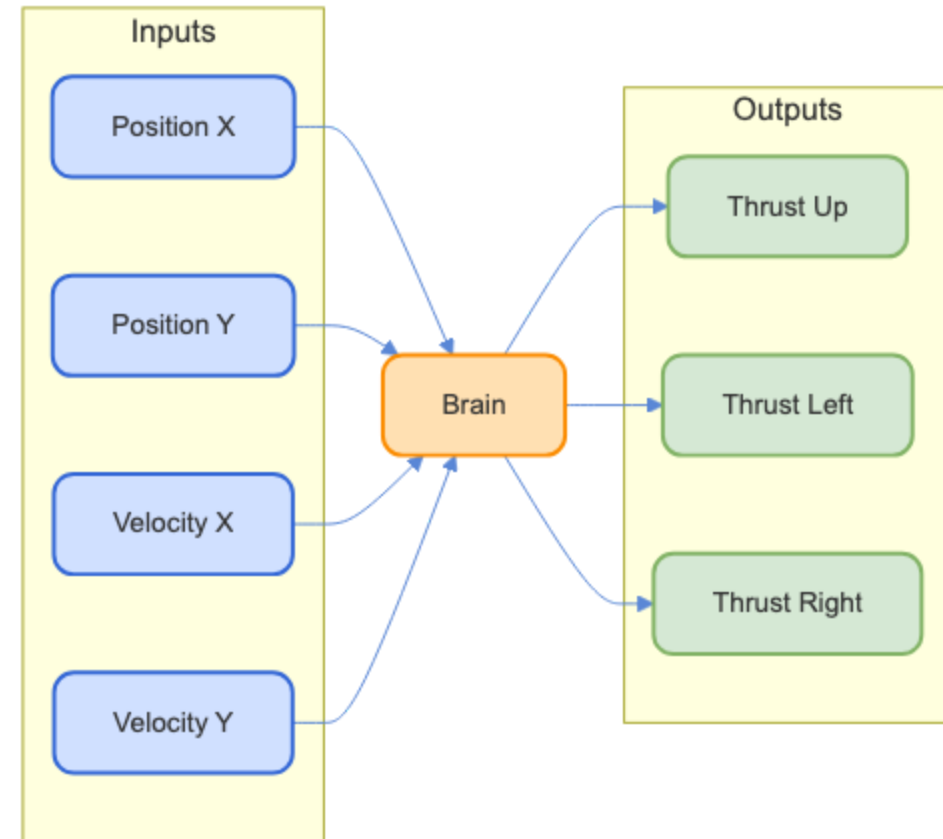 Inputs
Position X
Position Y
Velocity X
Velocity Y
Brain
Outputs
Thrust Up
Thrust Left
Thrust Right